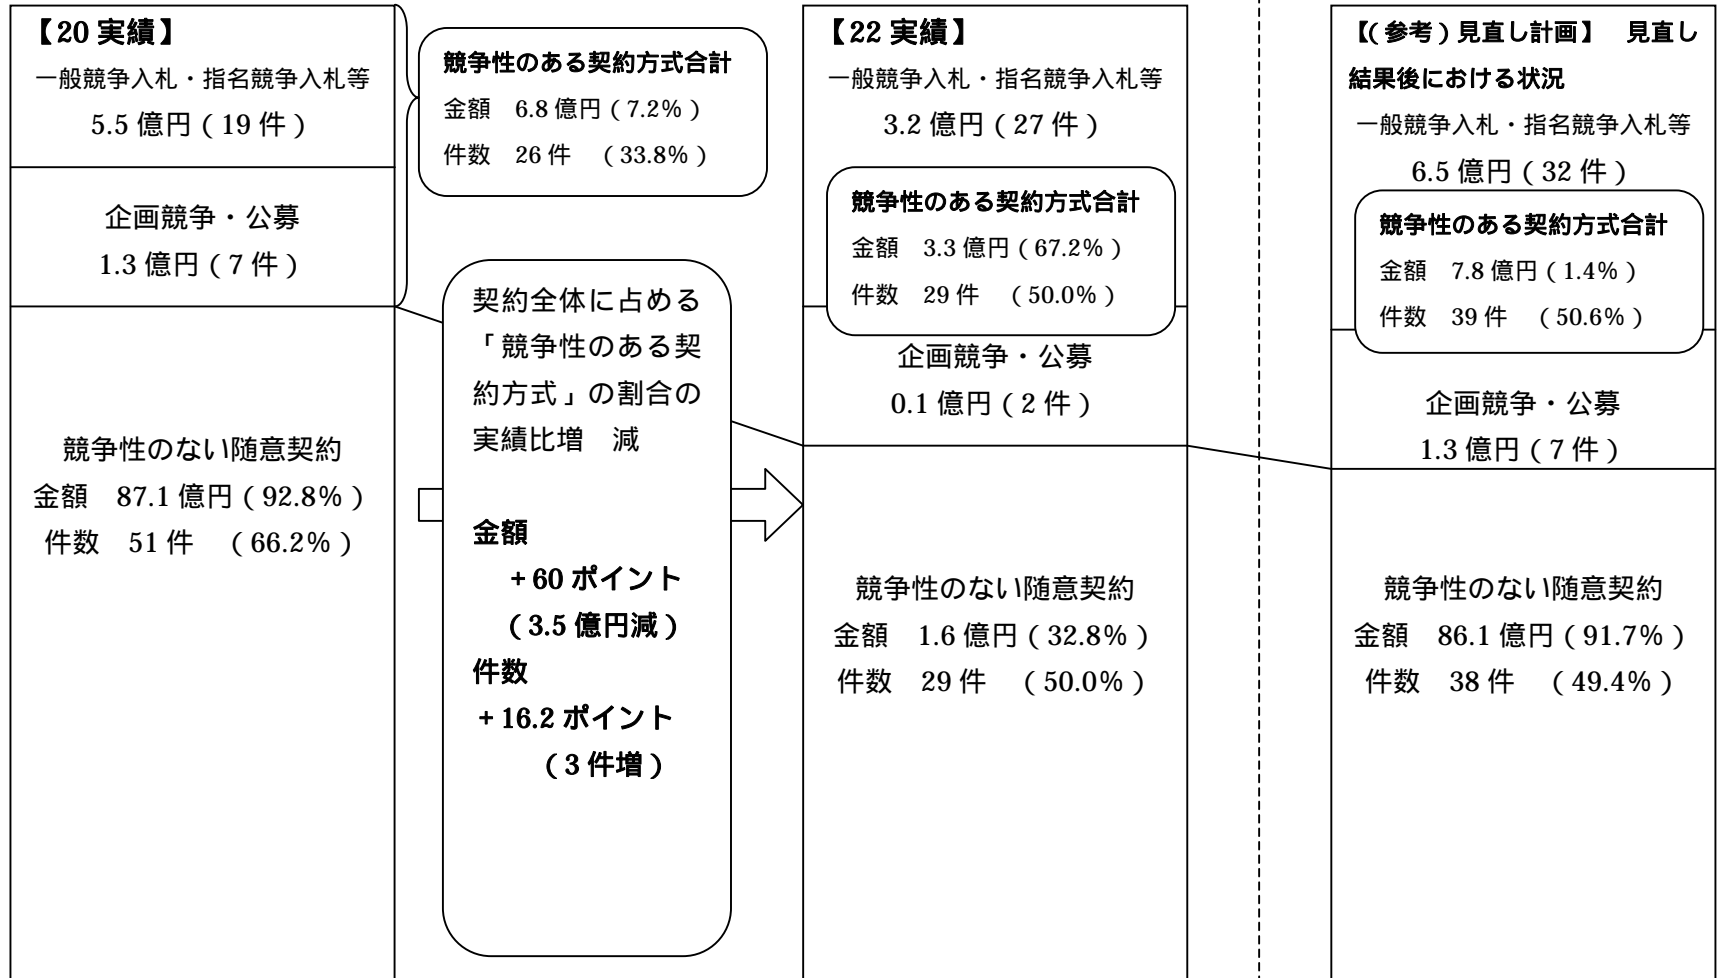 【20 実績】
一般競争入札・指名競争入札等
5.5 億円（19 件）
企画競争・公募
1.3 億円（7 件）
競争性のない随意契約
金額　87.1 億円（92.8％）
件数　51 件　（66.2％）
競争性のある契約方式合計
金額　6.8 億円（7.2％）
件数　26 件　（33.8％）
契約全体に占める
「競争性のある契
約方式」の割合の
実績比増　減
金額
+ 60 ポイント
（3.5 億円減）
件数
+ 16.2 ポイント
（3 件増）
【22 実績】
一般競争入札・指名競争入札等
3.2 億円（27 件）
競争性のある契約方式合計
金額　3.3 億円（67.2％）
件数　29 件　（50.0％）
企画競争・公募
0.1 億円（2 件）
競争性のない随意契約
金額　1.6 億円（32.8％）
件数　29 件　（50.0％）
【（参考）見直し計画】　見直し
結果後における状況
一般競争入札・指名競争入札等
6.5 億円（32 件）
競争性のある契約方式合計
金額　7.8 億円（1.4％）
件数　39 件　（50.6％）
企画競争・公募
1.3 億円（7 件）
競争性のない随意契約
金額　86.1 億円（91.7％）
件数　38 件　（49.4％）